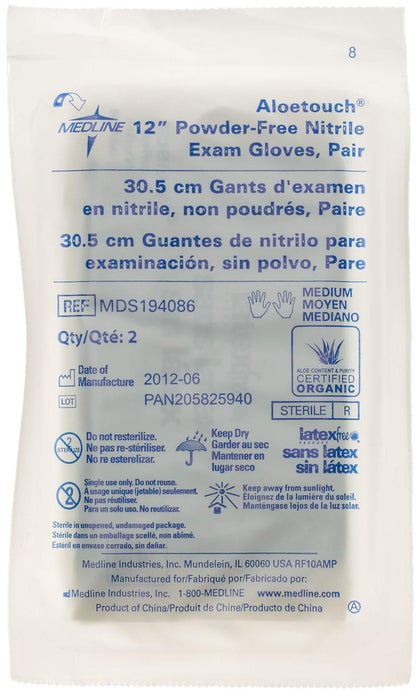 8
Aloetouch®
MEDLINE 12" Powder-Free Nitrile
Exam Gloves, Pair
30.5 cm Gants d'examen
en nitrile, non poudrés, Paire
30.5 cm Guantes de nitrilo para
examinación, sin polvo, Pare
REF MDS194086
MEDIUM
MOYEN
MEDIANO
Qty/Qté: 2
ALOE CONTENT & PURITY
CERTIFIED
ORGANIC
Date of
Manufacture 2012-06
LOT PAN205825940
STERILE R
Do not resterilize.
Ne pas re-stériliser.
No re esterelizar.
2
STERILIZE
Keep Dry
Garder au sec
Mantener en
lugar seco
latexfree
sans latex
sin látex
Single use only. Do not reuse.
À usage unique (jetable) seulement.
Ne pas réutiliser.
Para un solo uso. No reutilizar.
2
Keep away from sunlight.
Éloignez de la lumière du soleil.
Manténgase lejos de la luz solar.
Sterile in unopened, undamaged package.
Stérile dans un emballage scellé, non abimé.
Estéril en envase cerrado, sin dañar.
Medline Industries, Inc. Mundelein, IL 60060 USA RF10AMP
Manufactured for/Fabriqué por/Fabricado por:
Medline Industries, Inc. 1-800-MEDLINE www.medline.com
Product of China/Produit de Chine/Producto de China
A